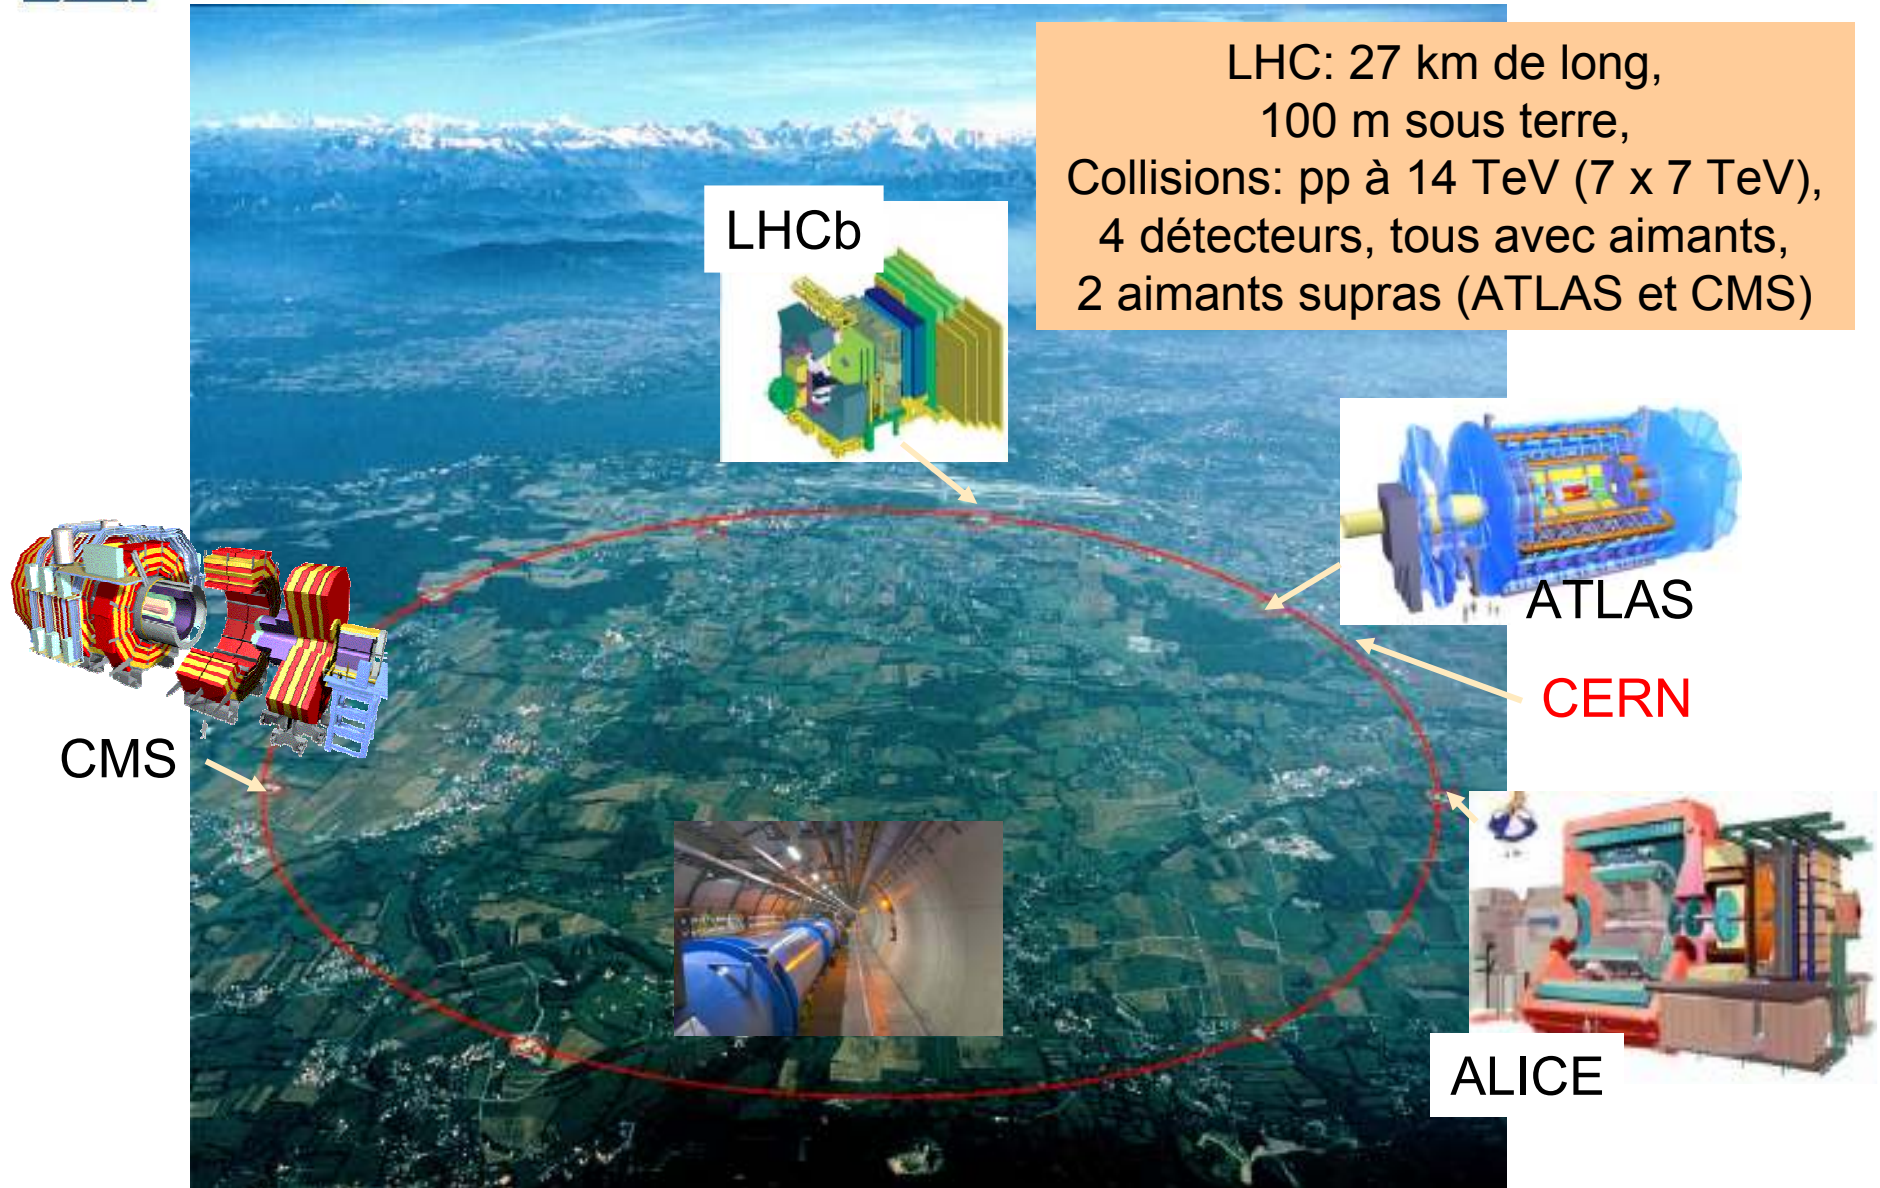 LHC: 27 km de long,
100 m sous terre,
Collisions: pp à 14 TeV (7 x 7 TeV),
4 détecteurs, tous avec aimants,
2 aimants supras (ATLAS et CMS)
LHCb
ATLAS
CERN
CMS
ALICE